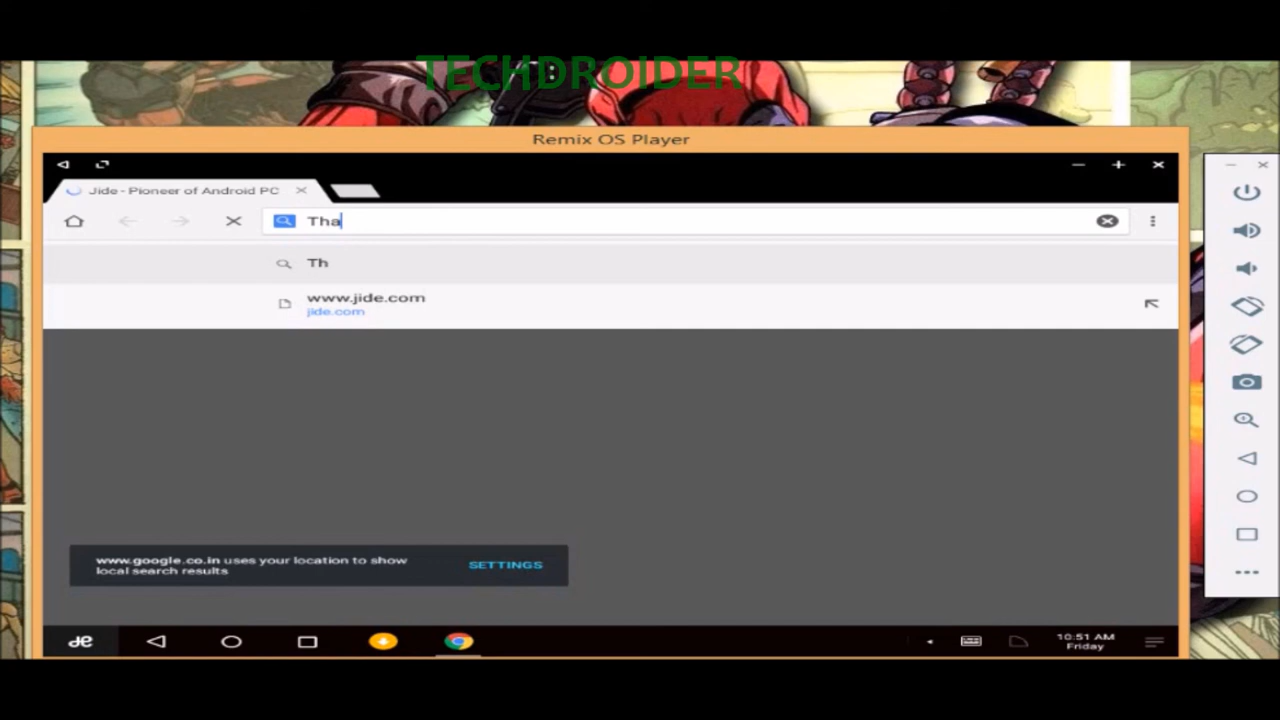 TECHDROIDER
Remix OS Player
Jide - Pioneer of Android PC
Tha
Th
www.jide.com
jide.com
www.google.co.in uses your location to show
local search results
SETTINGS
10:51 AM
Friday